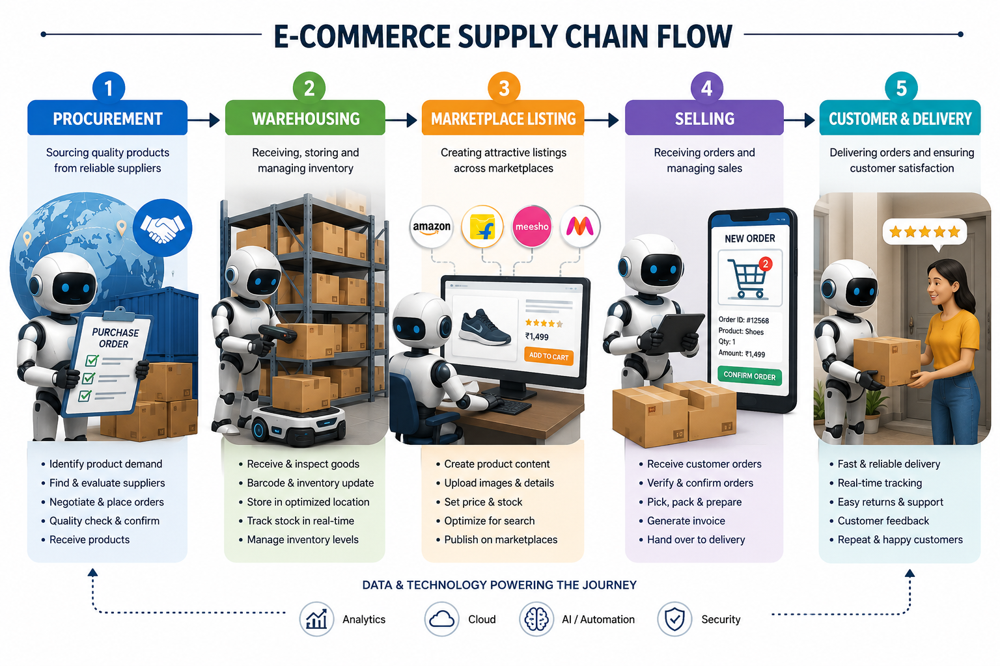 E-COMMERCE SUPPLY CHAIN FLOW
1
PROCUREMENT
Sourcing quality products
from reliable suppliers
PURCHASE
ORDER
• Identify product demand
• Find & evaluate suppliers
• Negotiate & place orders
• Quality check & confirm
• Receive products
2
WAREHOUSING
Receiving, storing and
managing inventory
• Receive & inspect goods
• Barcode & inventory update
• Store in optimized location
• Track stock in real-time
• Manage inventory levels
3
MARKETPLACE LISTING
Creating attractive listings
across marketplaces
amazon
meesho
₹1,499
ADD TO CART
• Create product content
• Upload images & details
• Set price & stock
• Optimize for search
• Publish on marketplaces
4
SELLING
Receiving orders and
managing sales
NEW ORDER
2
Order ID: #12568
Product: Shoes
Qty: 1
Amount: ₹1,499
CONFIRM ORDER
• Receive customer orders
• Verify & confirm orders
• Pick, pack & prepare
• Generate invoice
• Hand over to delivery
5
CUSTOMER & DELIVERY
Delivering orders and ensuring
customer satisfaction
• Fast & reliable delivery
• Real-time tracking
• Easy returns & support
• Customer feedback
• Repeat & happy customers
DATA & TECHNOLOGY POWERING THE JOURNEY
Analytics
Cloud
AI / Automation
Security